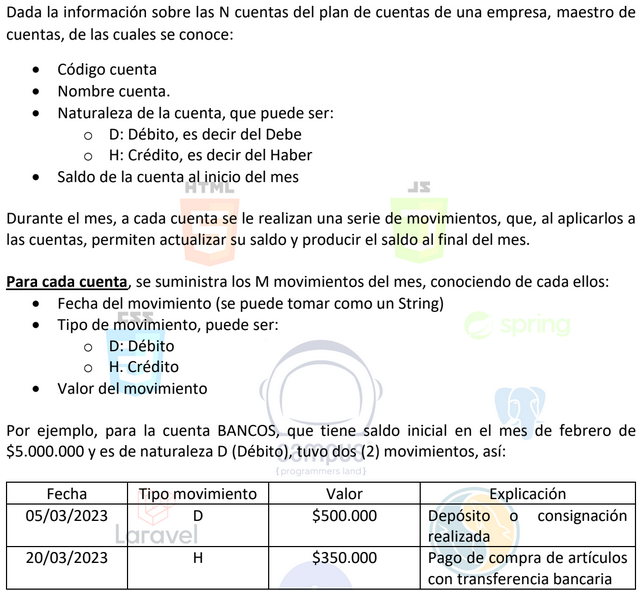 Dada la información sobre las N cuentas del plan de cuentas de una empresa, maestro de
cuentas, de las cuales se conoce:
• Código cuenta
• Nombre cuenta.
• Naturaleza de la cuenta, que puede ser:
o D: Débito, es decir del Debe
o H: Crédito, es decir del Haber
• Saldo de la cuenta al inicio del mes
HTML
JS
Durante el mes, a cada cuenta se le realizan una serie de movimientos, que, al aplicarlos a
las cuentas, permiten actualizar su saldo y producir el saldo al final del mes.
Para cada cuenta, se suministra los M movimientos del mes, conociendo de cada ellos:
• Fecha del movimiento (se puede tomar como un String)
CSS
spring
• Tipo de movimiento, puede ser:
o D: Débito
o H. Crédito
• Valor del movimiento
Por ejemplo, para la cuenta BANCOS, que tiene saldo inicial en el mes de febrero de
$5.000.000 y es de naturaleza D (Débito), tuvo dos (2) movimientos, así:
campus
{programmers land}
Fecha Tipo movimiento Valor Explicación
05/03/2023 D $500.000 Depósito o consignación
realizada
Laravel
20/03/2023 H $350.000 Pago de compra de artículos
con transferencia bancaria